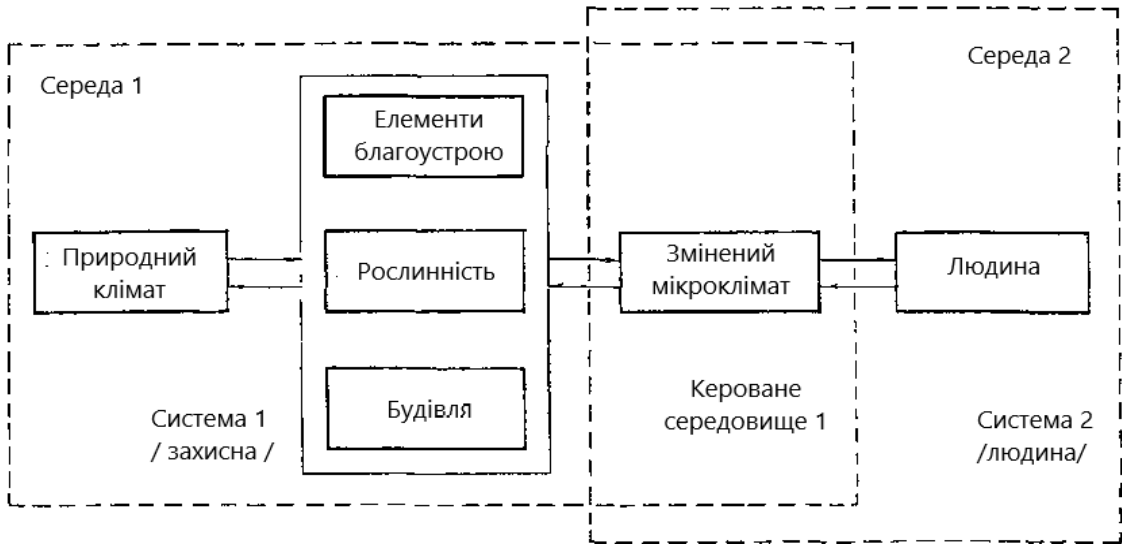 Середа 1
Середа 2
Елементи
благоустрою
Природний
клімат
Рослинність
Змінений
мікроклімат
Людина
Будівля
Кероване
середовище 1
Система 1
/ захисна /
Система 2
/людина/